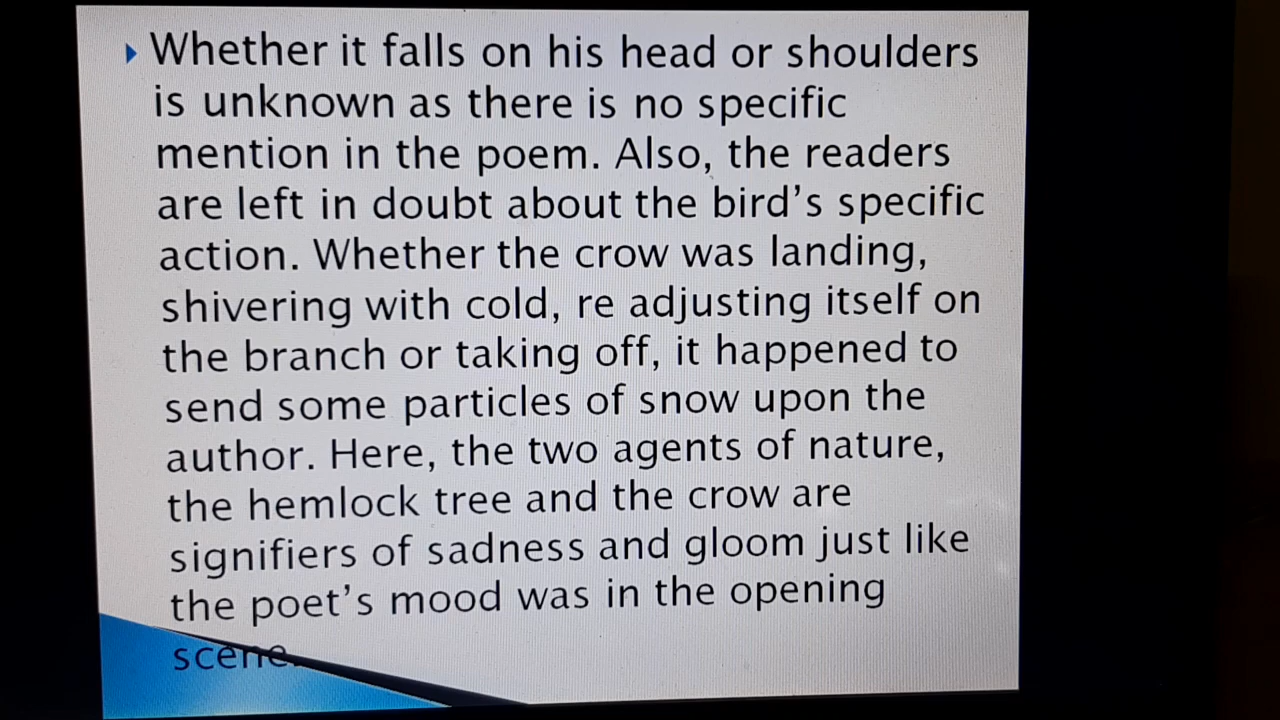 Whether it falls on his head or shoulders
is unknown as there is no specific
mention in the poem. Also, the readers
are left in doubt about the bird's specific
action. Whether the crow was landing,
shivering with cold, re adjusting itself on
the branch or taking off, it happened to
send some particles of snow upon the
author. Here, the two agents of nature,
the hemlock tree and the crow are
signifiers of sadness and gloom just like
the poet's mood was in the opening
scene.